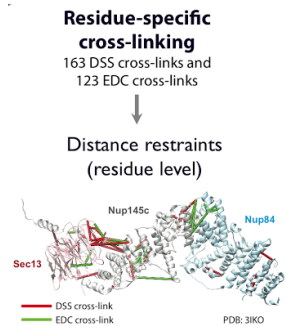 Residue-specific
cross-linking
163 DSS cross-links and
123 EDC cross-links
Distance restraints
(residue level)
Nup145c
Nup84
Sec13
DSS cross-link
EDC cross-link
PDB: 3IKO